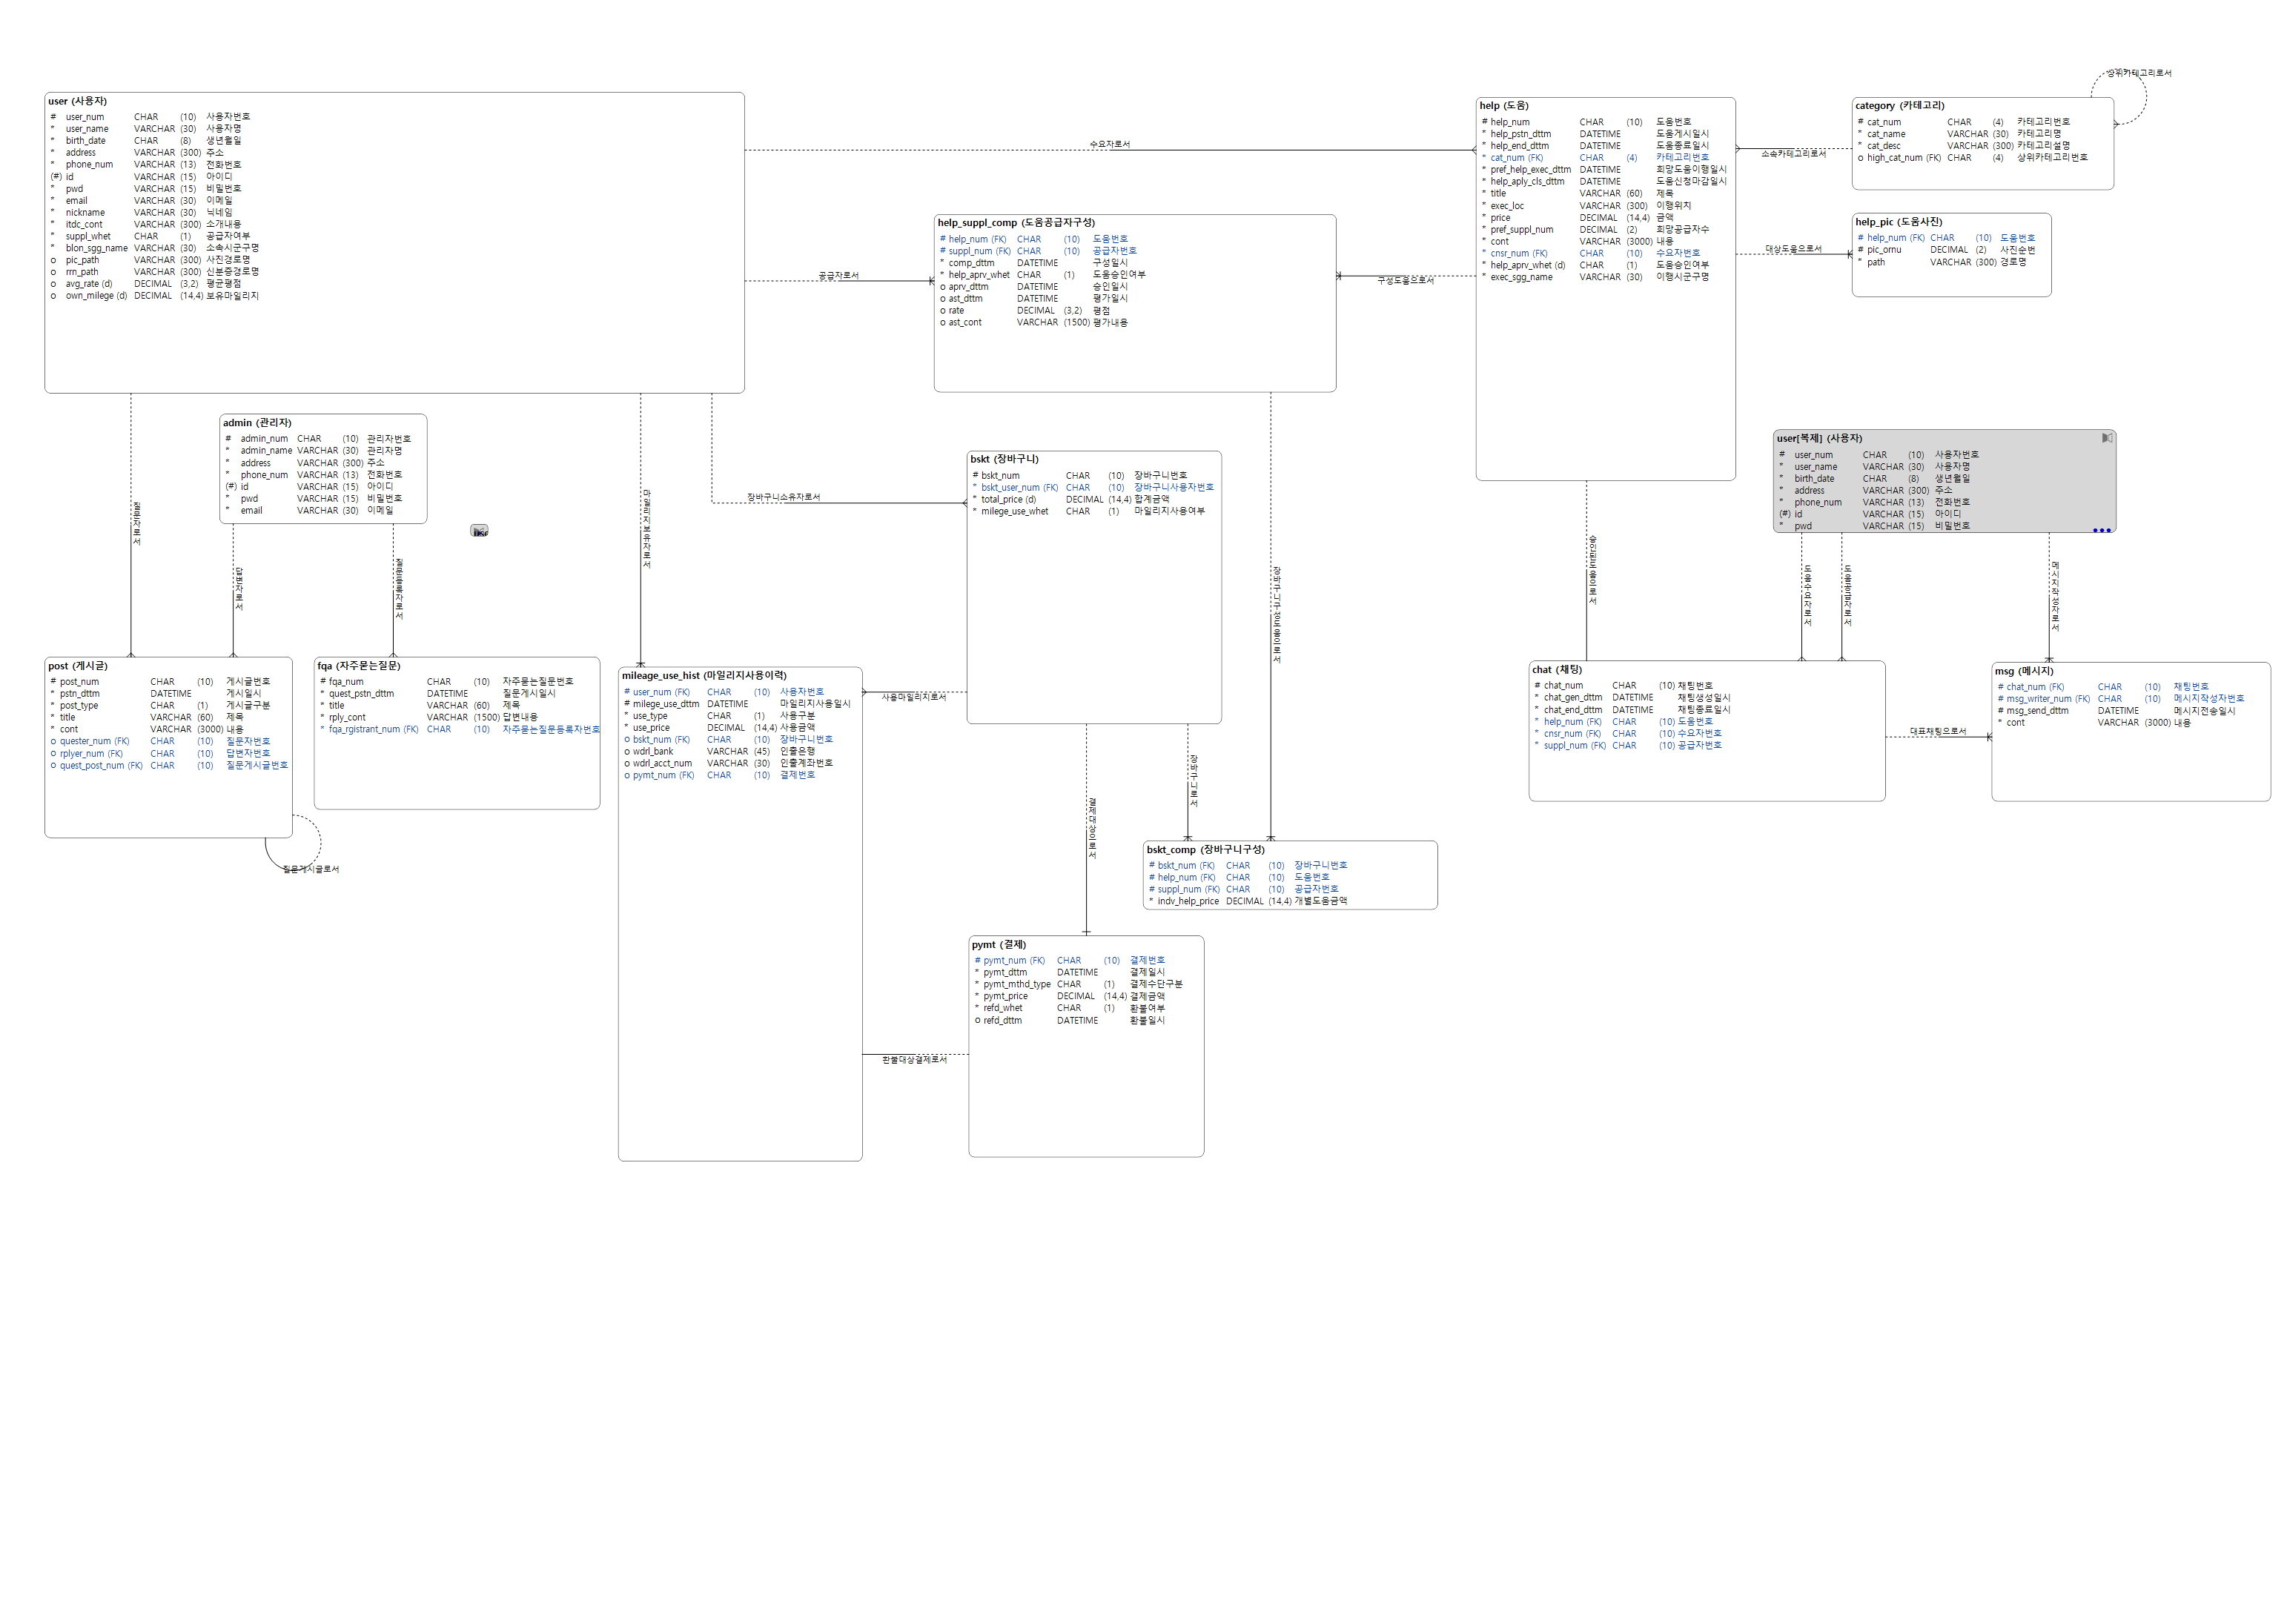 user (사용자)
# user_num CHAR (10) 사용자번호
* user_name VARCHAR (30) 사용자명
* birth_date CHAR (8) 생년월일
* address VARCHAR (300) 주소
* phone_num VARCHAR (13) 전화번호
(#) id VARCHAR (15) 아이디
* pwd VARCHAR (15) 비밀번호
* email VARCHAR (30) 이메일
* nickname VARCHAR (30) 닉네임
* itdc_cont VARCHAR (300) 소개내용
* suppl_whet CHAR (1) 공급자여부
* blon_sgg_name VARCHAR (30) 소속시군구명
o pic_path VARCHAR (300) 사진경로명
o rrn_path VARCHAR (300) 신분증경로명
o avg_rate (d) DECIMAL (3,2) 평균평점
o own_milege (d) DECIMAL (14,4) 보유마일리지
수요자로서
공급자로서
help_suppl_comp (도움공급자구성)
# help_num (FK) CHAR (10) 도움번호
# suppl_num (FK) CHAR (10) 공급자번호
* comp_dttm DATETIME 구성일시
* help_aprv_whet CHAR (1) 도움승인여부
o aprv_dttm DATETIME 승인일시
o ast_dttm DATETIME 평가일시
o rate DECIMAL (3,2) 평점
o ast_cont VARCHAR (1500) 평가내용
구성도움으로서
help (도움)
# help_num CHAR (10) 도움번호
* help_pstn_dttm DATETIME 도움게시일시
* help_end_dttm DATETIME 도움종료일시
* cat_num (FK) CHAR (4) 카테고리번호
* pref_help_exec_dttm DATETIME 희망도움이행일시
* help_aply_cls_dttm DATETIME 도움신청마감일시
* title VARCHAR (60) 제목
* exec_loc VARCHAR (300) 이행위치
* price DECIMAL (14,4) 금액
* pref_suppl_num DECIMAL (2) 희망공급자수
* cont VARCHAR (3000) 내용
* cnsr_num (FK) CHAR (10) 수요자번호
* help_aprv_whet (d) CHAR (1) 도움승인여부
* exec_sgg_name VARCHAR (30) 이행시군구명
소속카테고리로서
대상도움으로서
상위카테고리로서
category (카테고리)
# cat_num CHAR (4) 카테고리번호
* cat_name VARCHAR (30) 카테고리명
* cat_desc VARCHAR (300) 카테고리설명
o high_cat_num (FK) CHAR (4) 상위카테고리번호
help_pic (도움사진)
# help_num (FK) CHAR (10) 도움번호
# pic_ornu DECIMAL (2) 사진순번
* path VARCHAR (300) 경로명
admin (관리자)
# admin_num CHAR (10) 관리자번호
* admin_name VARCHAR (30) 관리자명
* address VARCHAR (300) 주소
* phone_num VARCHAR (13) 전화번호
(#) id VARCHAR (15) 아이디
* pwd VARCHAR (15) 비밀번호
* email VARCHAR (30) 이메일
질문자로서
답변자로서
질문등록자로서
마일리지보유자로서
장바구니소유자로서
bskt (장바구니)
# bskt_num CHAR (10) 장바구니번호
* bskt_user_num (FK) CHAR (10) 장바구니사용자번호
* total_price (d) DECIMAL (14,4) 합계금액
* milege_use_whet CHAR (1) 마일리지사용여부
장바구니구성도움으로서
승인된도움으로서
user[복제] (사용자)
# user_num CHAR (10) 사용자번호
* user_name VARCHAR (30) 사용자명
* birth_date CHAR (8) 생년월일
* address VARCHAR (300) 주소
* phone_num VARCHAR (13) 전화번호
(#) id VARCHAR (15) 아이디
* pwd VARCHAR (15) 비밀번호
도움수요자로서
도움공급자로서
메시지작성자로서
post (게시글)
# post_num CHAR (10) 게시글번호
* pstn_dttm DATETIME 게시일시
* post_type CHAR (1) 게시글구분
* title VARCHAR (60) 제목
* cont VARCHAR (3000) 내용
o quester_num (FK) CHAR (10) 질문자번호
o rplyer_num (FK) CHAR (10) 답변자번호
o quest_post_num (FK) CHAR (10) 질문게시글번호
질문게시글로서
fqa (자주묻는질문)
# fqa_num CHAR (10) 자주묻는질문번호
* quest_pstn_dttm DATETIME 질문게시일시
* title VARCHAR (60) 제목
* rply_cont VARCHAR (1500) 답변내용
* fqa_rgistrant_num (FK) CHAR (10) 자주묻는질문등록자번호
mileage_use_hist (마일리지사용이력)
# user_num (FK) CHAR (10) 사용자번호
# milege_use_dttm DATETIME 마일리지사용일시
* use_type CHAR (1) 사용구분
* use_price DECIMAL (14,4) 사용금액
o bskt_num (FK) CHAR (10) 장바구니번호
o wdrl_bank VARCHAR (45) 인출은행
o wdrl_acct_num VARCHAR (30) 인출계좌번호
o pymt_num (FK) CHAR (10) 결제번호
사용마일리지로서
결제대상으로서
장바구니로서
chat (채팅)
# chat_num CHAR (10) 채팅번호
* chat_gen_dttm DATETIME 채팅생성일시
* chat_end_dttm DATETIME 채팅종료일시
* help_num (FK) CHAR (10) 도움번호
* cnsr_num (FK) CHAR (10) 수요자번호
* suppl_num (FK) CHAR (10) 공급자번호
대표채팅으로서
msg (메시지)
# chat_num (FK) CHAR (10) 채팅번호
# msg_writer_num (FK) CHAR (10) 메시지작성자번호
# msg_send_dttm DATETIME 메시지전송일시
* cont VARCHAR (3000) 내용
bskt_comp (장바구니구성)
# bskt_num (FK) CHAR (10) 장바구니번호
# help_num (FK) CHAR (10) 도움번호
# suppl_num (FK) CHAR (10) 공급자번호
* indv_help_price DECIMAL (14,4) 개별도움금액
pymt (결제)
# pymt_num (FK) CHAR (10) 결제번호
* pymt_dttm DATETIME 결제일시
* pymt_mthd_type CHAR (1) 결제수단구분
* pymt_price DECIMAL (14,4) 결제금액
* refd_whet CHAR (1) 환불여부
o refd_dttm DATETIME 환불일시
환불대상결제로서